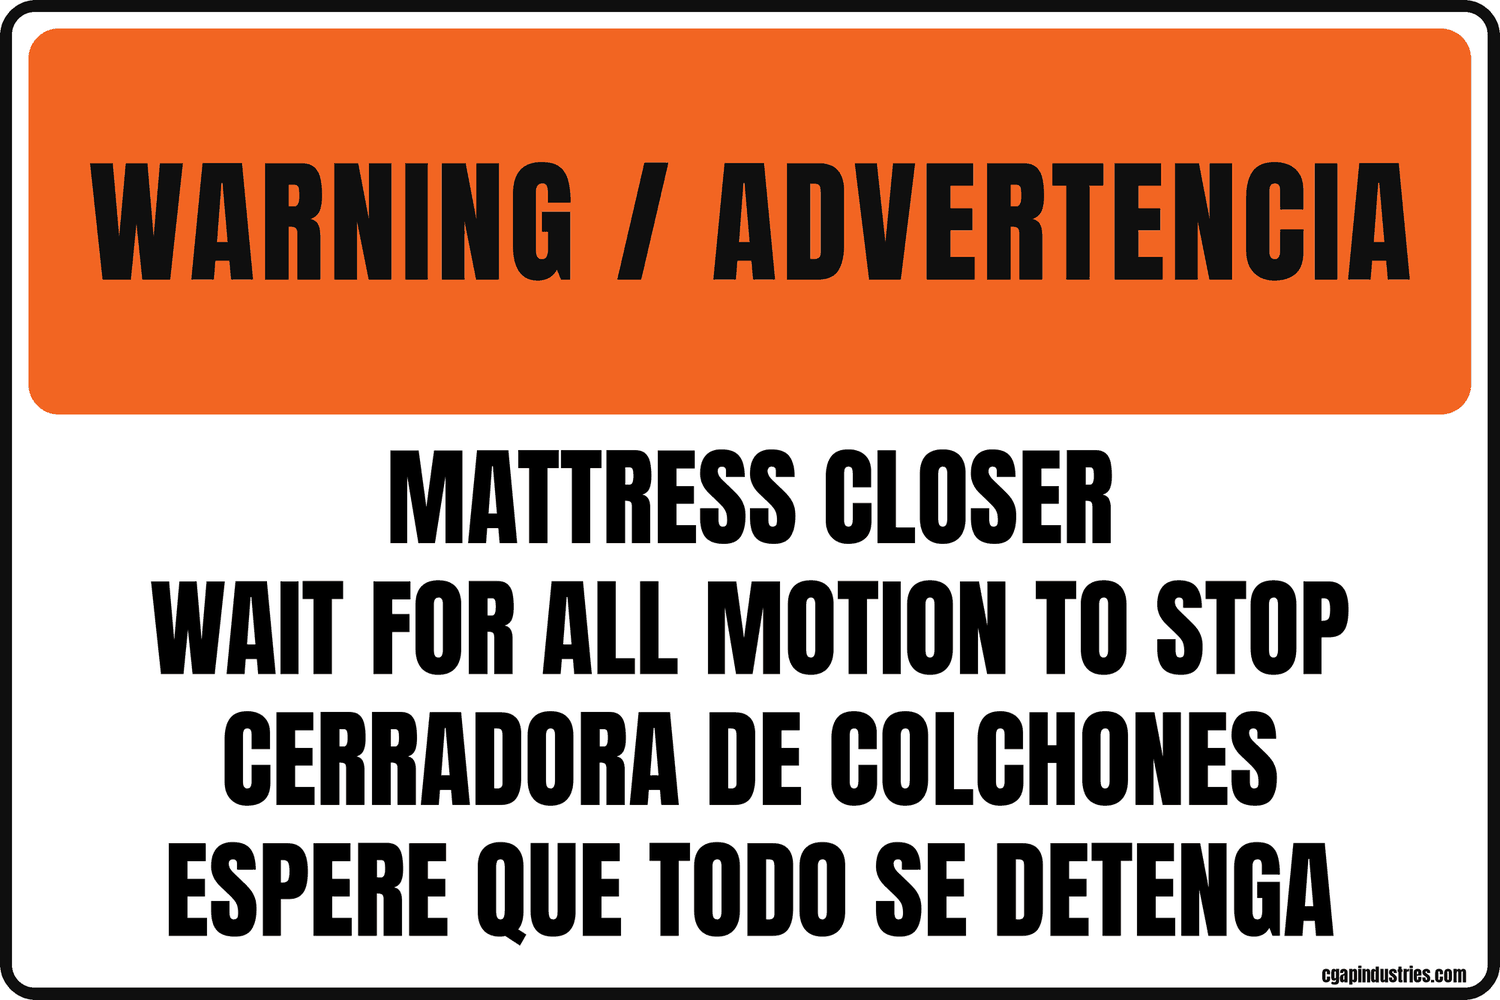 WARNING / ADVERTENCIA
MATTRESS CLOSER
WAIT FOR ALL MOTION TO STOP
CERRADORA DE COLCHONES
ESPERE QUE TODO SE DETENGA
cgapindustries.com